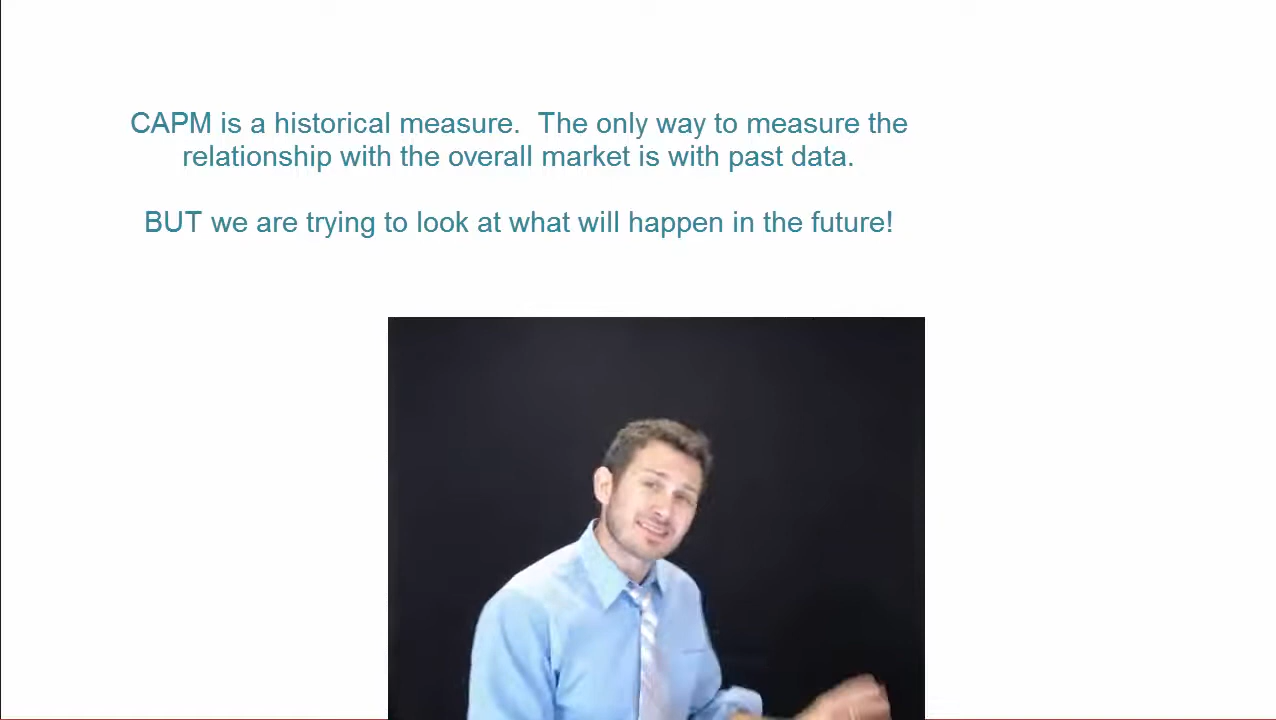 CAPM is a historical measure.  The only way to measure the
relationship with the overall market is with past data.
BUT we are trying to look at what will happen in the future!